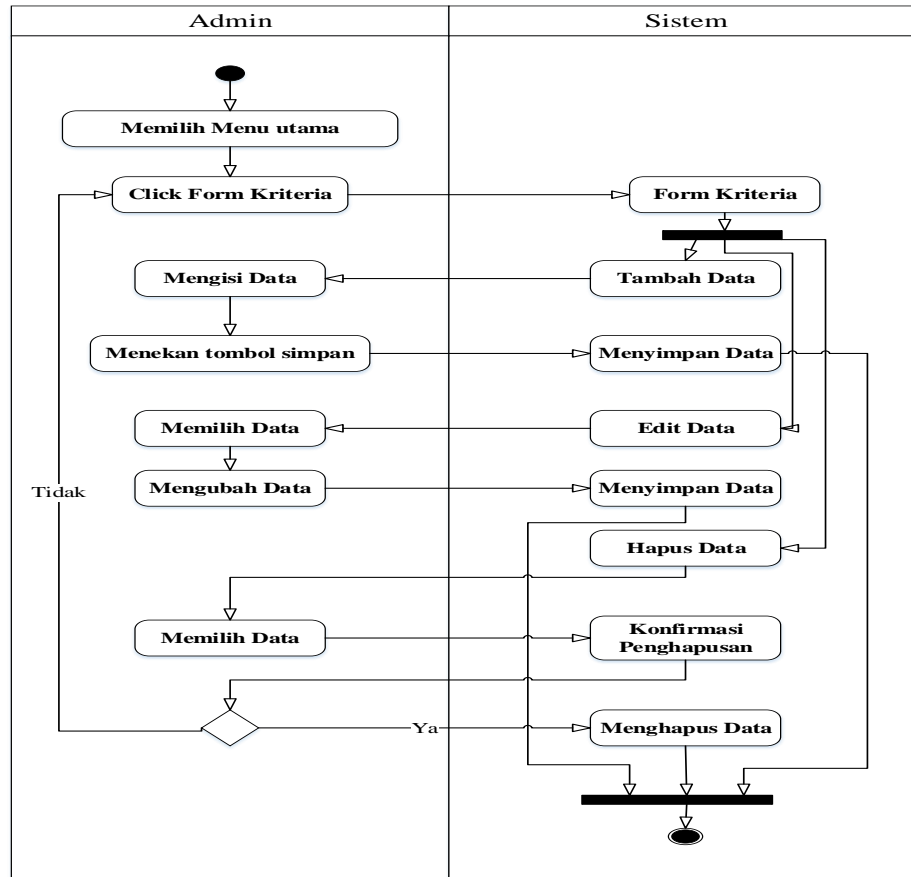 Admin
Sistem
Memilih Menu utama
Click Form Kriteria
Form Kriteria
Mengisi Data
Tambah Data
Menekan tombol simpan
Menyimpan Data
Memilih Data
Edit Data
Tidak
Mengubah Data
Menyimpan Data
Hapus Data
Memilih Data
Konfirmasi
Penghapusan
Ya
Menghapus Data